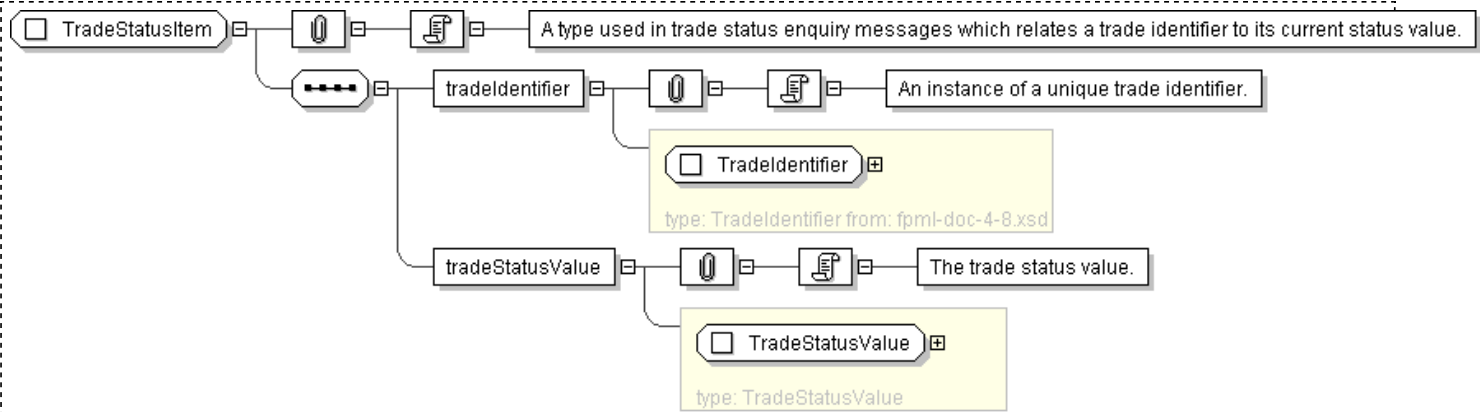 TradeStatusItem
A type used in trade status enquiry messages which relates a trade identifier to its current status value.
tradeIdentifier
An instance of a unique trade identifier.
TradeIdentifier
type: TradeIdentifier from: fpml-doc-4-8.xsd
tradeStatusValue
The trade status value.
TradeStatusValue
type: TradeStatusValue